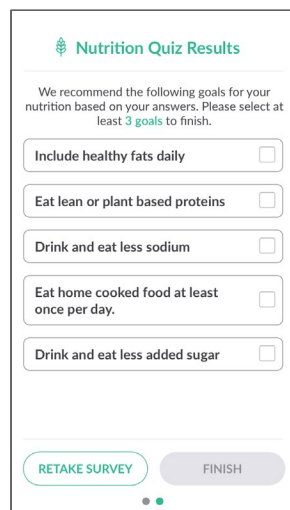 Nutrition Quiz Results
We recommend the following goals for your
nutrition based on your answers. Please select at
least 3 goals to finish.
Include healthy fats daily
Eat lean or plant based proteins
Drink and eat less sodium
Eat home cooked food at least
once per day.
Drink and eat less added sugar
RETAKE SURVEY
FINISH